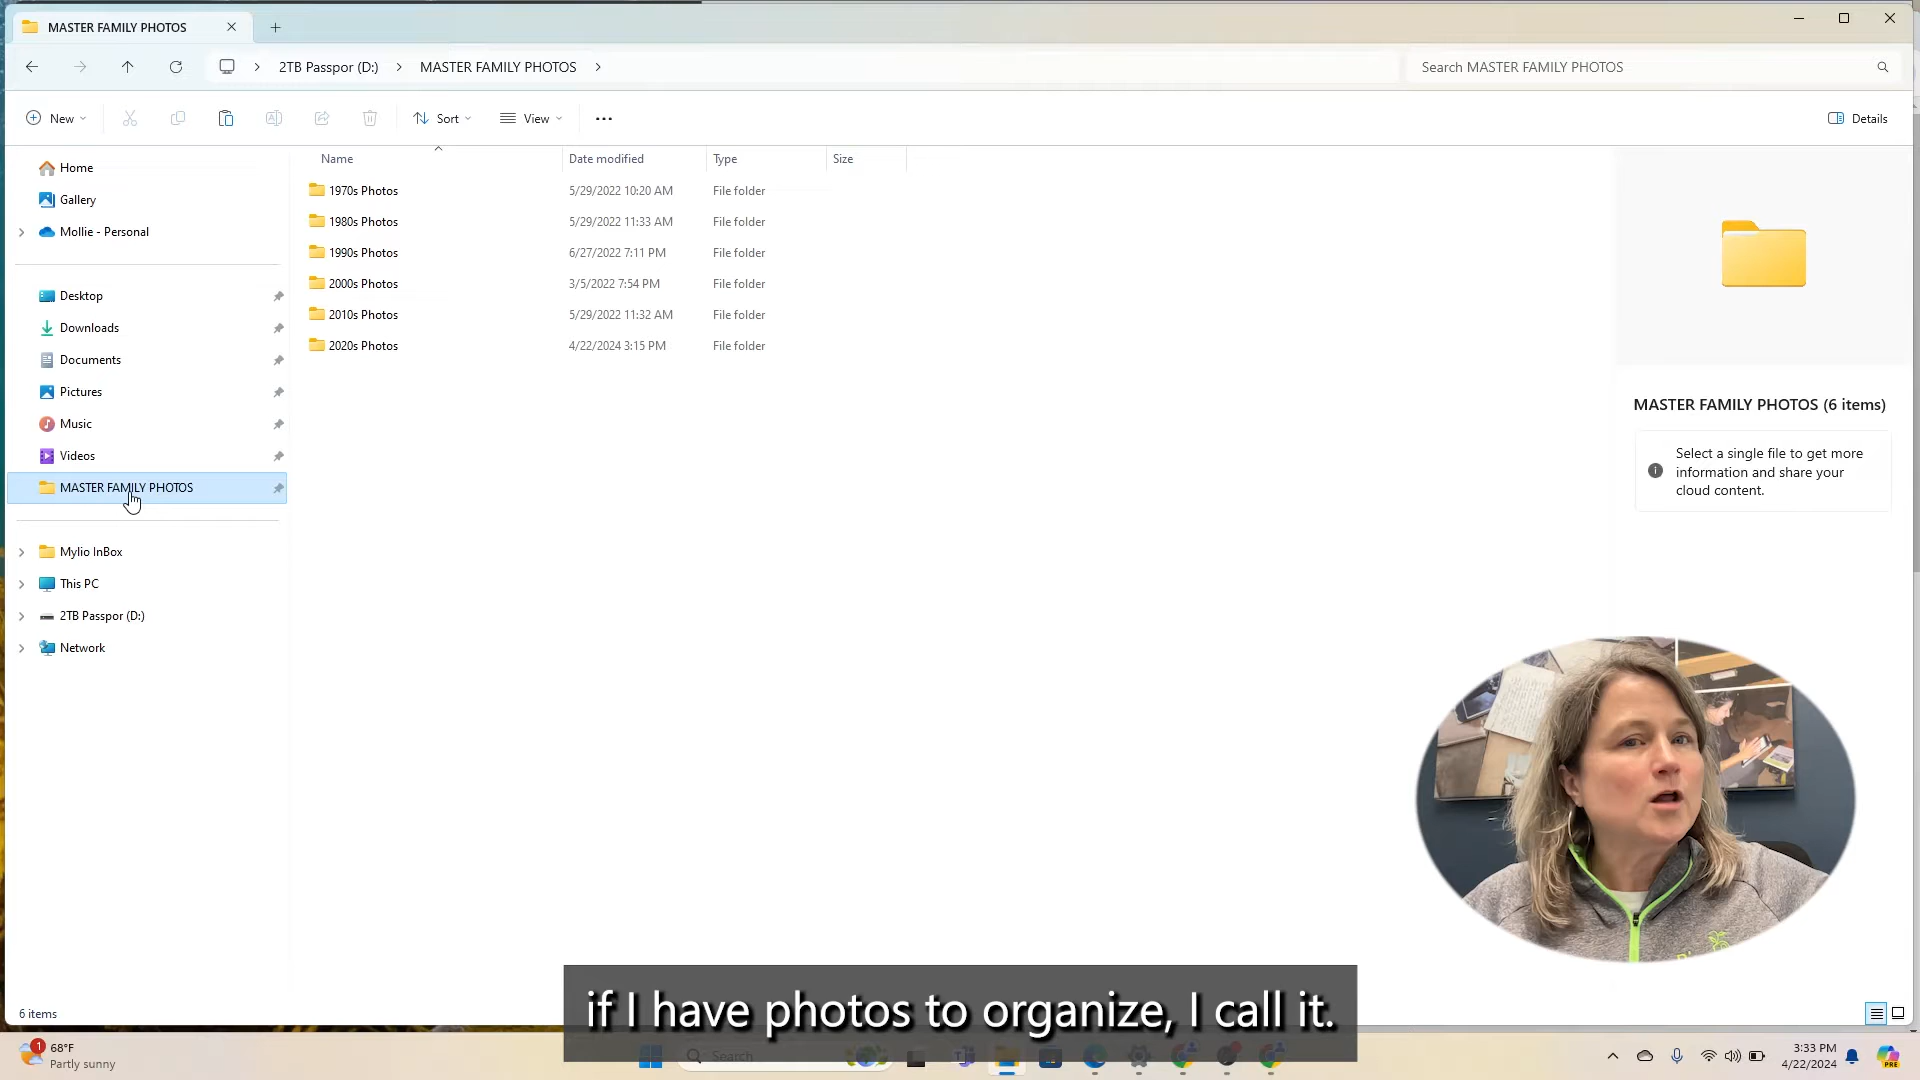 MASTER FAMILY PHOTOS
2TB Passpor (D:) MASTER FAMILY PHOTOS
Search MASTER FAMILY PHOTOS
New
Sort
View
Details
Name Date modified Type Size
Home
Gallery
Mollie - Personal
Desktop
Downloads
Documents
Pictures
Music
Videos
MASTER FAMILY PHOTOS
Mylio InBox
This PC
2TB Passpor (D:)
Network
1970s Photos 5/29/2022 10:20 AM File folder
1980s Photos 5/29/2022 11:33 AM File folder
1990s Photos 6/27/2022 7:11 PM File folder
2000s Photos 3/5/2022 7:54 PM File folder
2010s Photos 5/29/2022 11:32 AM File folder
2020s Photos 4/22/2024 3:15 PM File folder
MASTER FAMILY PHOTOS (6 items)
Select a single file to get more
information and share your
cloud content.
if I have photos to organize, I call it.
6 items
1
68°F
Partly sunny
Search
3:33 PM
4/22/2024
PRE